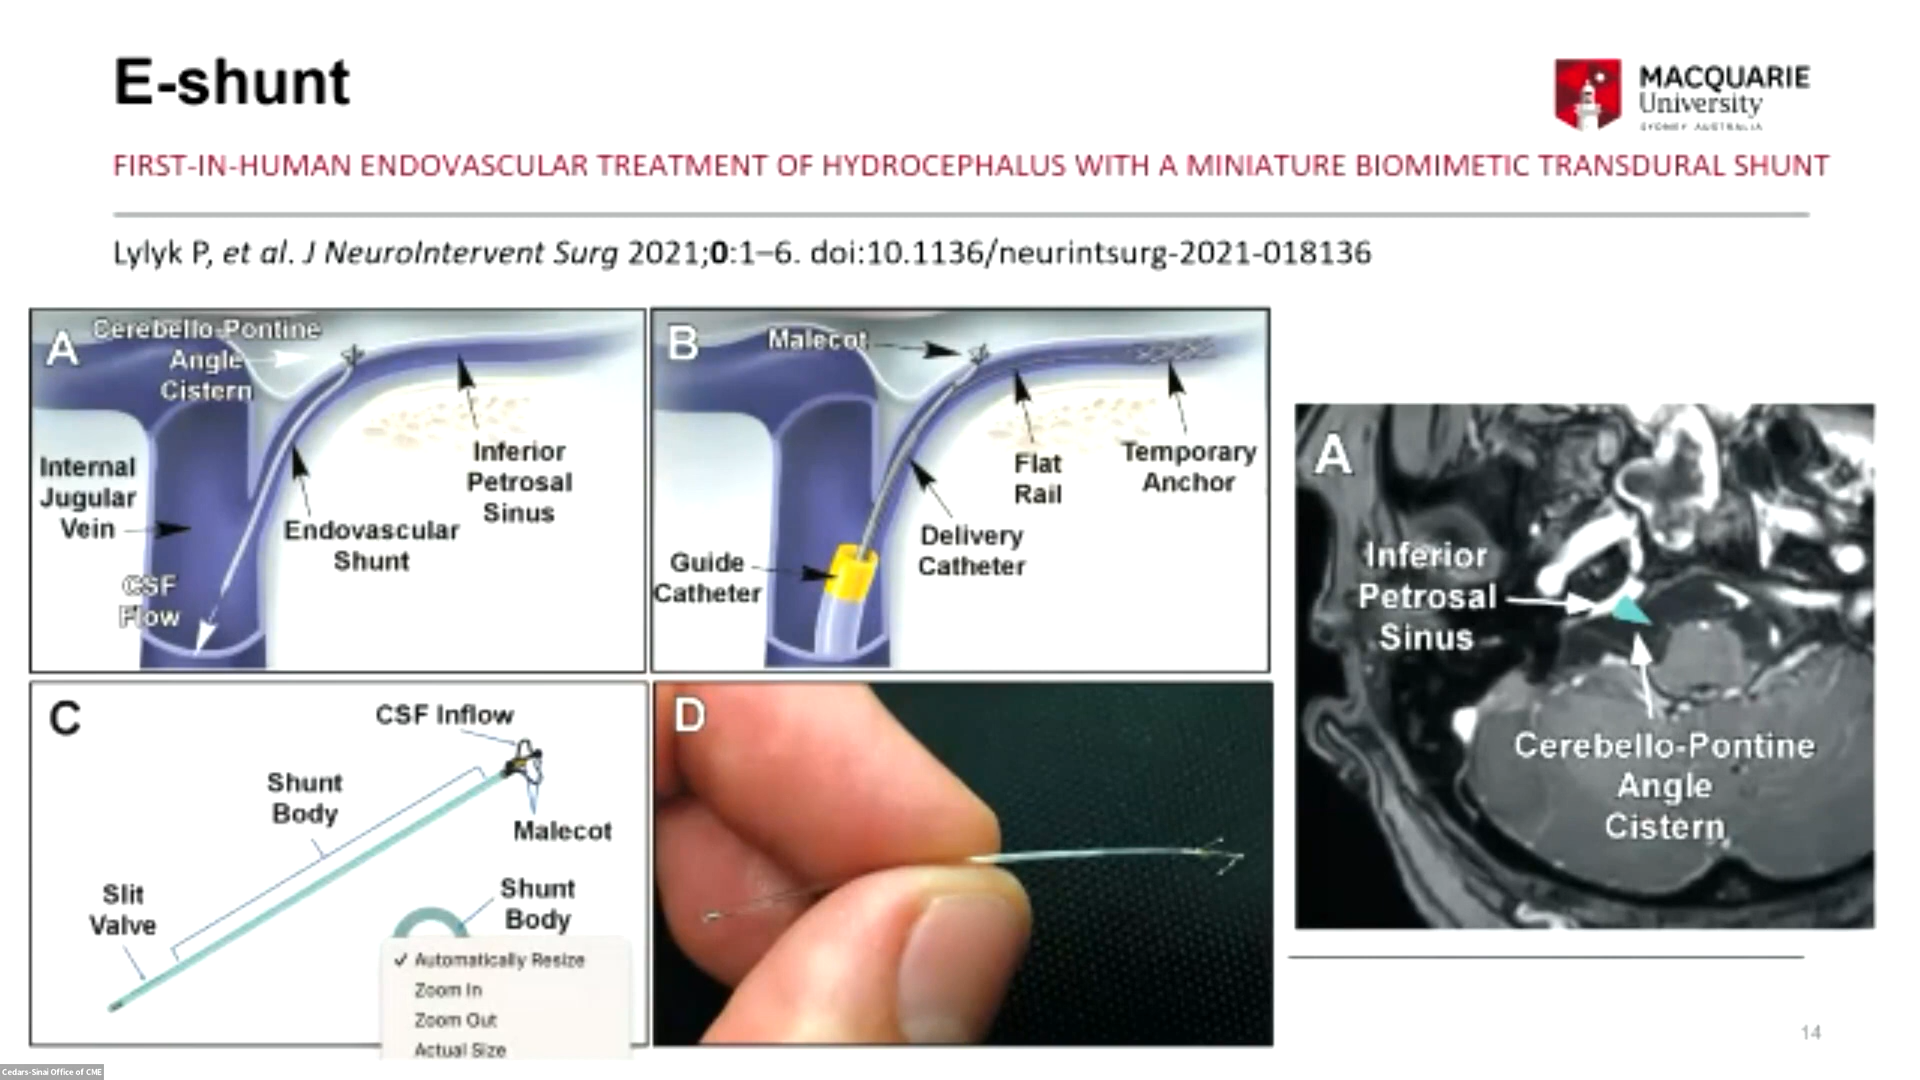 E-shunt
MACQUARIE
University
SYDNEY · AUSTRALIA
FIRST-IN-HUMAN ENDOVASCULAR TREATMENT OF HYDROCEPHALUS WITH A MINIATURE BIOMIMETIC TRANSDURAL SHUNT
Lylyk P, et al. J NeuroIntervent Surg 2021;0:1–6. doi:10.1136/neurintsurg-2021-018136
A
Cerebello-Pontine
Angle
Cistern
Internal
Jugular
Vein
CSF
Flow
Endovascular
Shunt
Inferior
Petrosal
Sinus
B
Malecot
Guide
Catheter
Delivery
Catheter
Flat
Rail
Temporary
Anchor
C
CSF Inflow
Shunt
Body
Malecot
Slit
Valve
Shunt
Body
✓ Automatically Resize
Zoom In
Zoom Out
Actual Size
D
A
Inferior
Petrosal
Sinus
Cerebello-Pontine
Angle
Cistern
14
Cedars-Sinai Office of CME